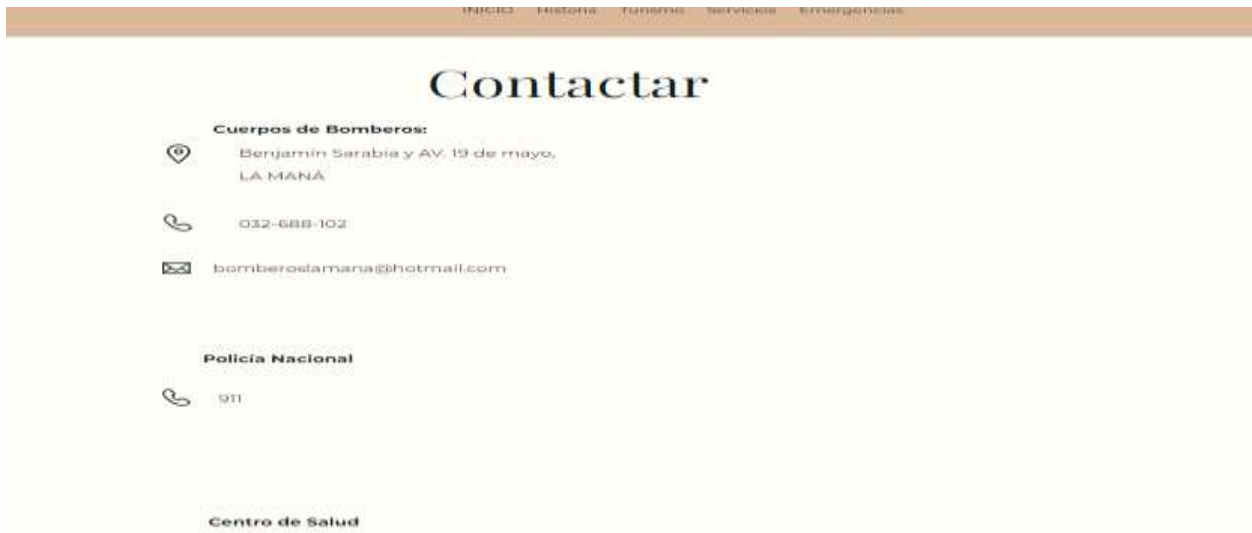 INICIO Historia Turismo Servicios Emergencias
Contactar
Cuerpos de Bomberos:
Benjamín Sarabia y AV. 19 de mayo,
LA MANÁ
032-688-102
bomberoslamana@hotmail.com
Policía Nacional
911
Centro de Salud